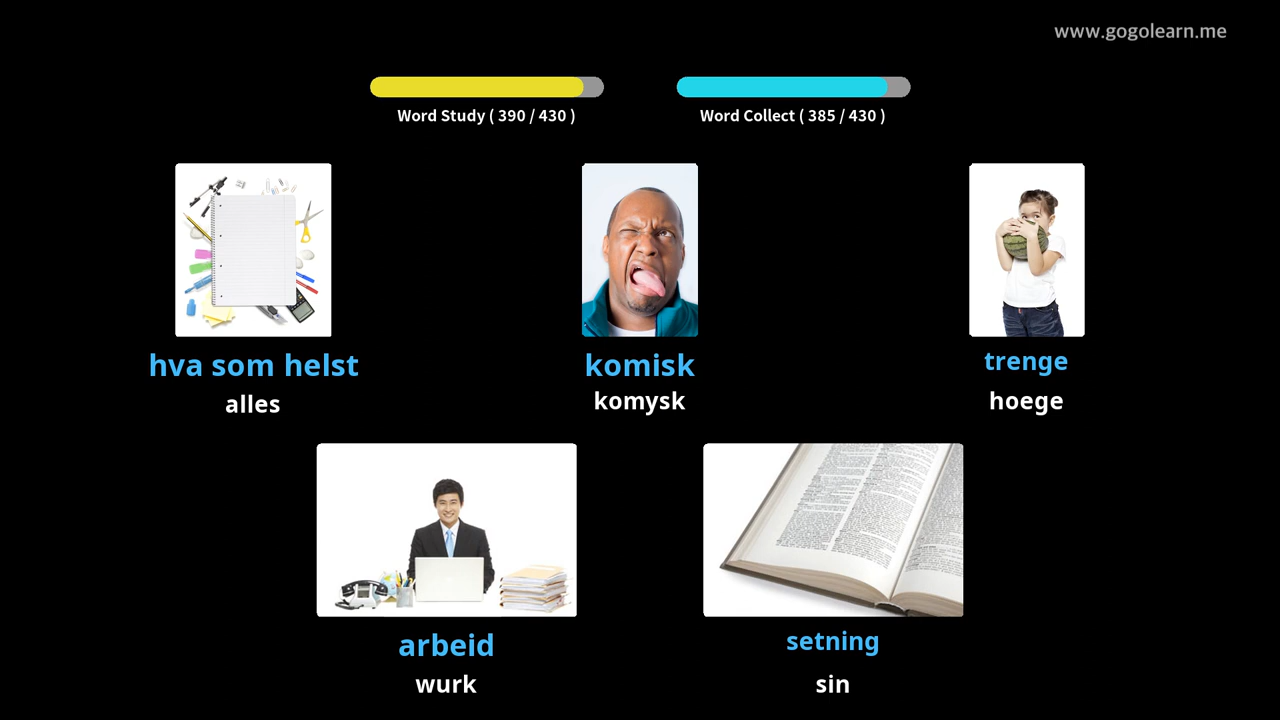 www.gogolearn.me
Word Study ( 390 / 430 )
Word Collect ( 385 / 430 )
hva som helst
alles
komisk
komysk
trenge
hoege
arbeid
wurk
setning
sin